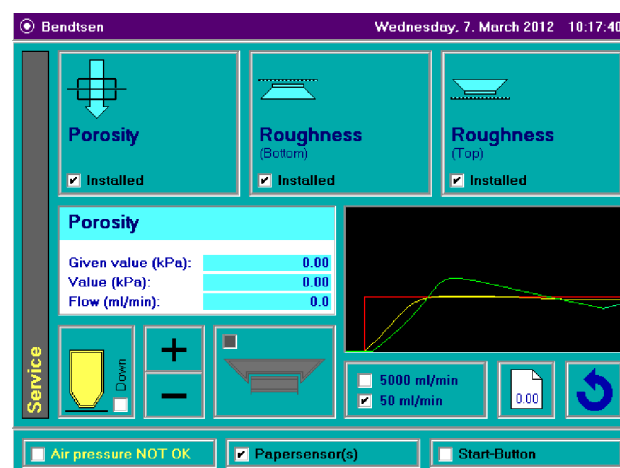 Bendtsen
Wednesday, 7. March 2012 10:17:40
Service
Porosity
Installed
Roughness
(Bottom)
Installed
Roughness
(Top)
Installed
Porosity
Given value (kPa): 0.00
Value (kPa): 0.00
Flow (ml/min): 0.0
Down
+
−
5000 ml/min
50 ml/min
0.00
Air pressure NOT OK
Papersensor(s)
Start-Button